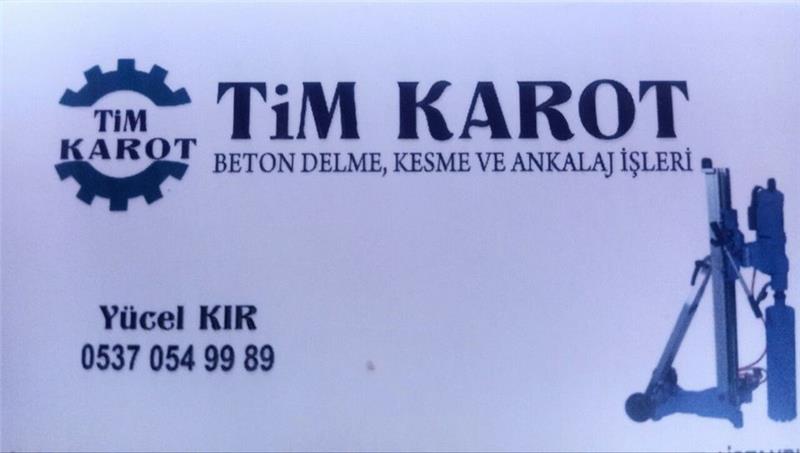 TiM
KAROT
TiM KAROT
BETON DELME, KESME VE ANKALAJ İŞLERİ
Yücel KIR
0537 054 99 89